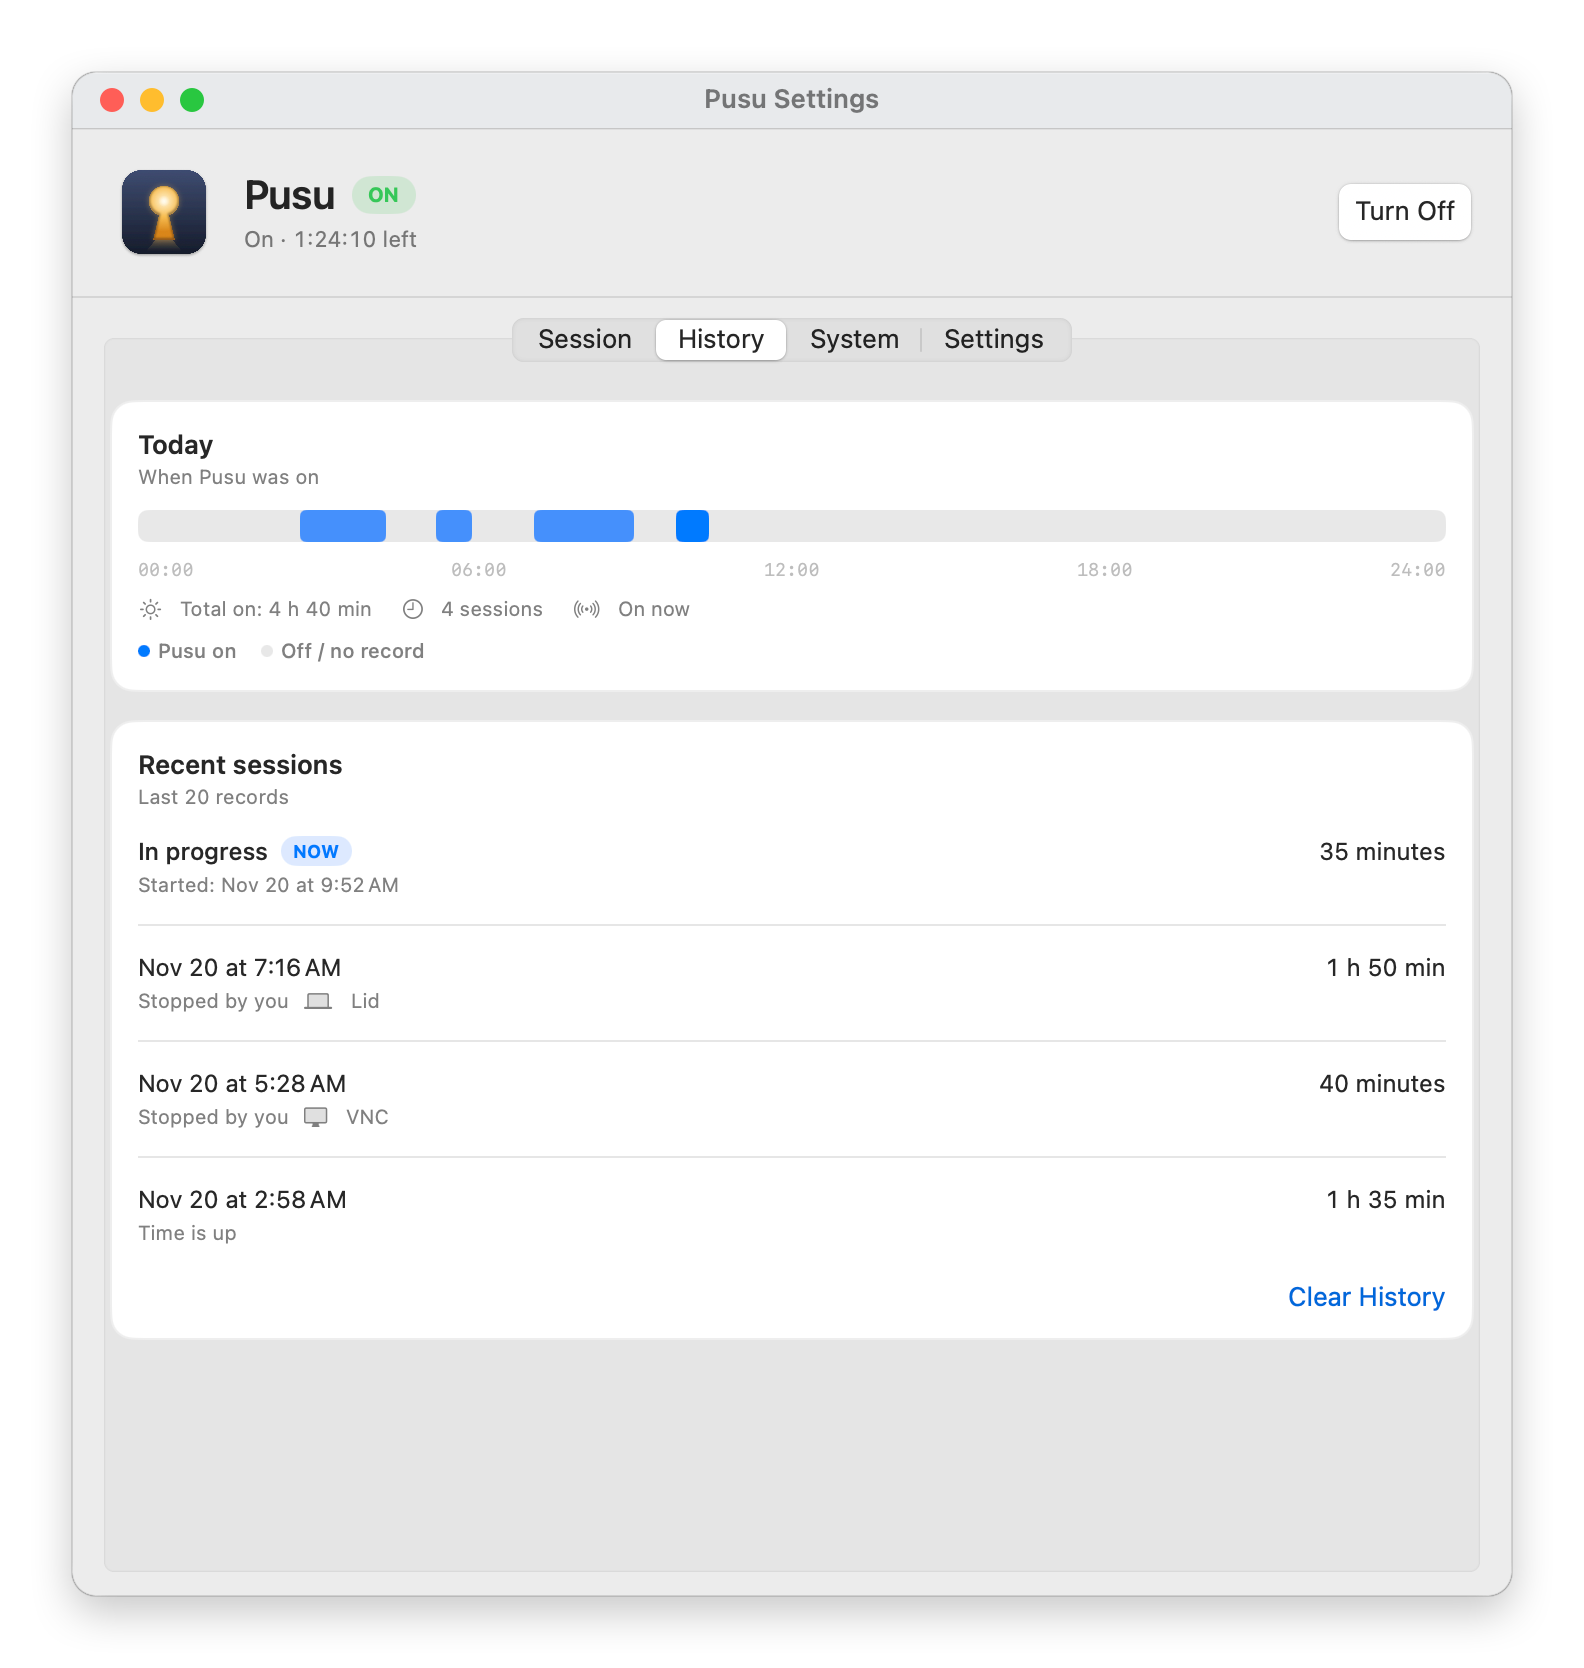 Pusu Settings
Pusu ON
On · 1:24:10 left
Turn Off
Session History System Settings
Today
When Pusu was on
00:00 06:00 12:00 18:00 24:00
Total on: 4 h 40 min 4 sessions On now
Pusu on Off / no record
Recent sessions
Last 20 records
In progress NOW 35 minutes
Started: Nov 20 at 9:52 AM
Nov 20 at 7:16 AM 1 h 50 min
Stopped by you Lid
Nov 20 at 5:28 AM 40 minutes
Stopped by you VNC
Nov 20 at 2:58 AM 1 h 35 min
Time is up
Clear History